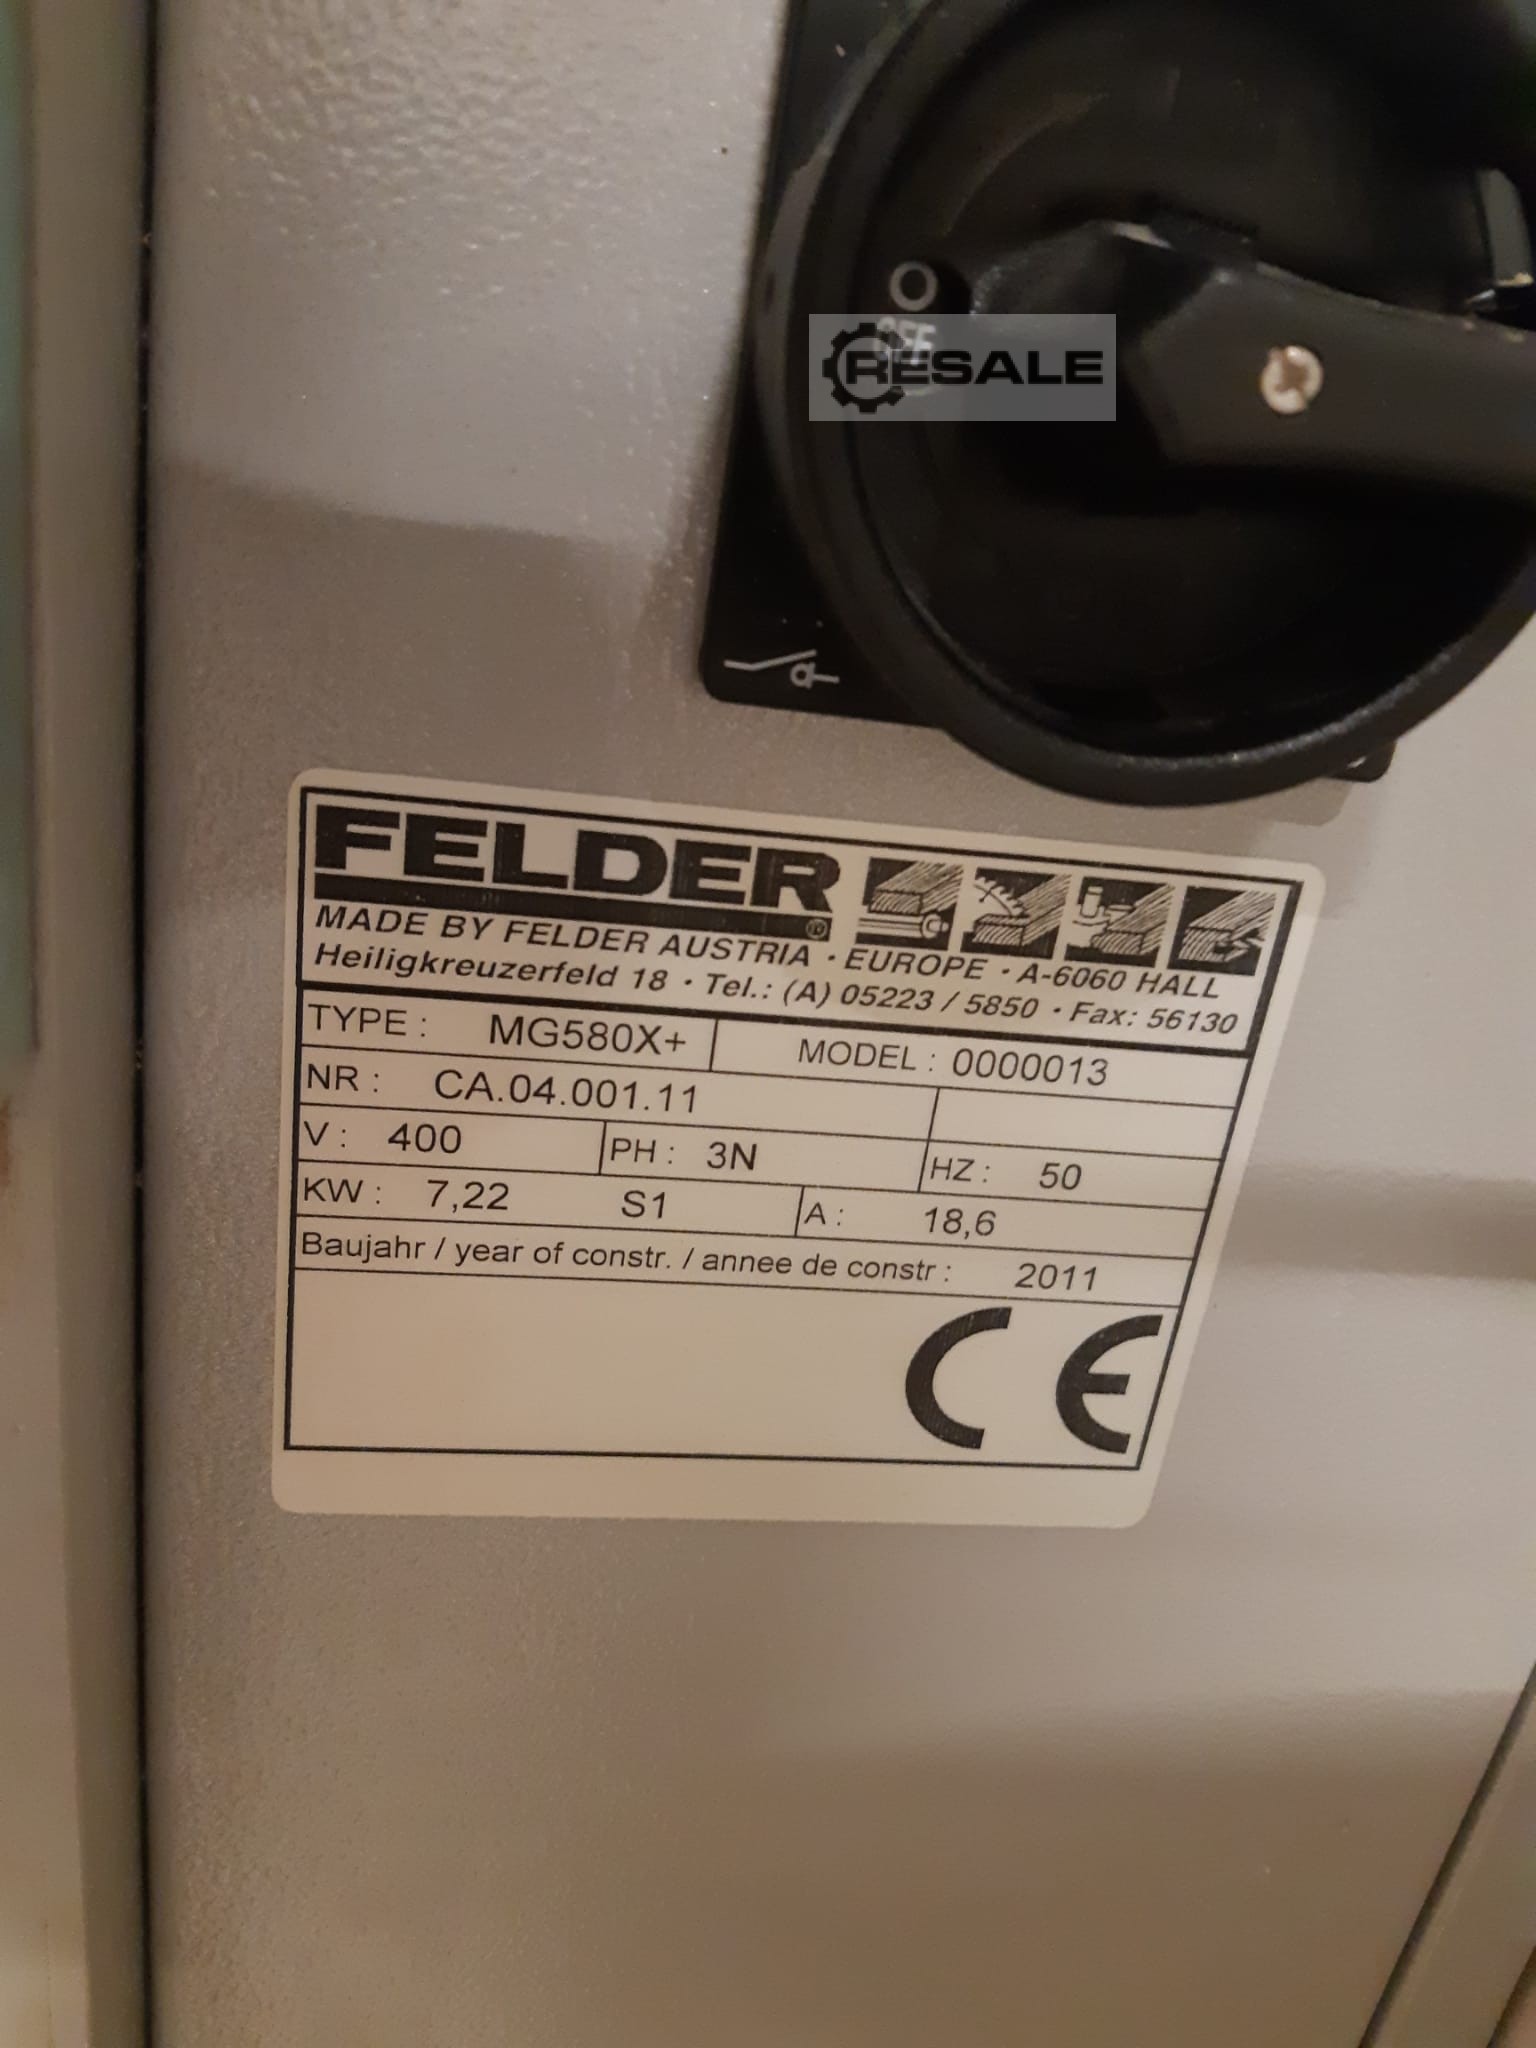 OFF
RESALE
FELDER®
MADE BY FELDER AUSTRIA · EUROPE · A-6060 HALL
Heiligkreuzerfeld 18 · Tel.: (A) 05223 / 5850 · Fax: 56130
TYPE : MG580X+ MODEL : 0000013
NR : CA.04.001.11
V : 400 PH : 3N HZ : 50
KW : 7,22 S1 A : 18,6
Baujahr / year of constr. / annee de constr : 2011
CE